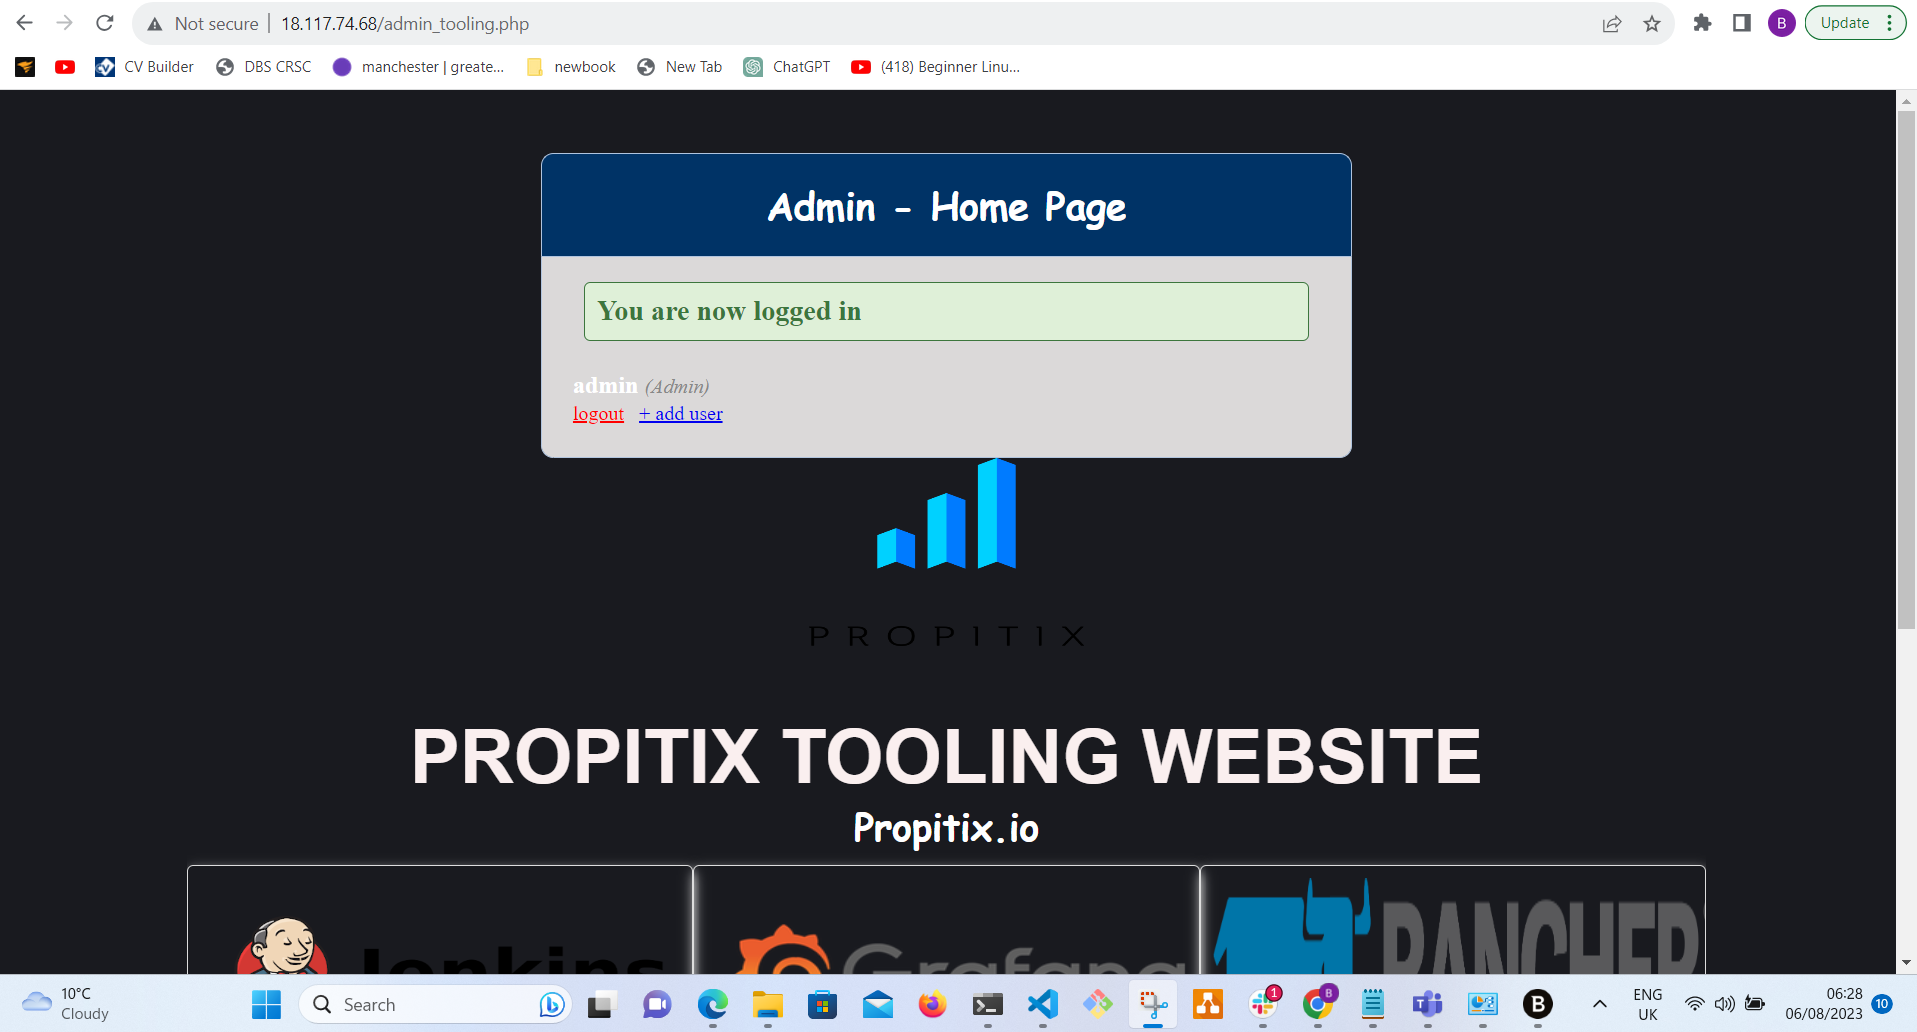 Not secure | 18.117.74.68/admin_tooling.php
B
Update
CV Builder
DBS CRSC
manchester | greate...
newbook
New Tab
ChatGPT
(418) Beginner Linu...
Admin - Home Page
You are now logged in
admin (Admin)
logout + add user
PROPITIX
PROPITIX TOOLING WEBSITE
Propitix.io
Jenkins
Grafana
RANCHER
10°C
Cloudy
Search
1
B
B
ENG
UK
06:28
06/08/2023
10